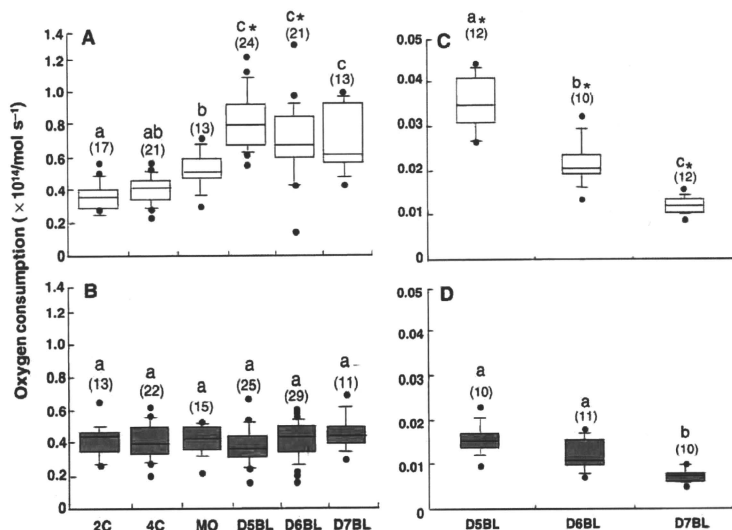 Oxygen consumption ( × 10¹⁴/mol s⁻¹)
A
1.4
1.2
1.0
0.8
0.6
0.4
0.2
0
a
(17)
ab
(21)
b
(13)
c*
(24)
c*
(21)
c
(13)
C
0.05
0.04
0.03
0.02
0.01
0
a*
(12)
b*
(10)
c*
(12)
B
1.4
1.2
1.0
0.8
0.6
0.4
0.2
0
a
(13)
a
(22)
a
(15)
a
(25)
a
(29)
a
(11)
2C 4C MO D5BL D6BL D7BL
D
0.05
0.04
0.03
0.02
0.01
0
a
(10)
a
(11)
b
(10)
D5BL D6BL D7BL